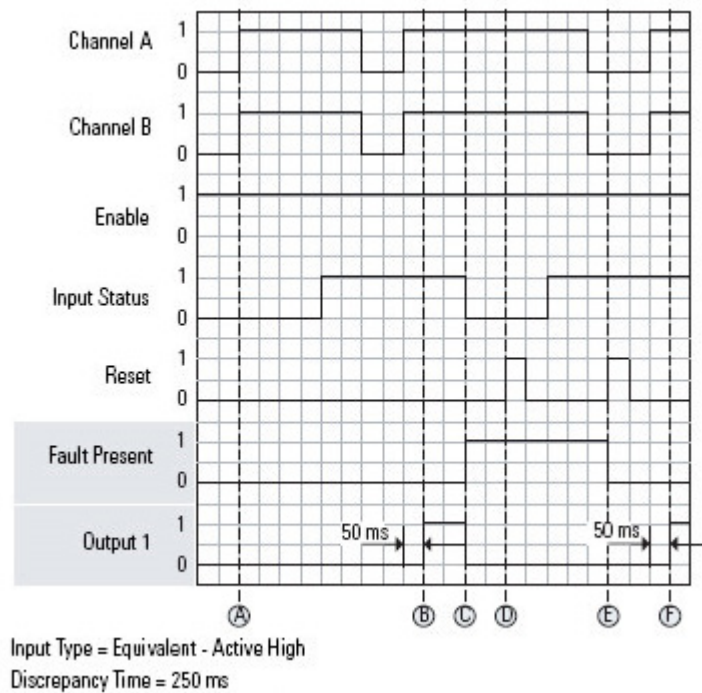 Channel A
1
0
Channel B
1
0
Enable
1
0
Input Status
1
0
Reset
1
0
Fault Present
1
0
Output 1
1
0
50 ms
50 ms
A B C D E F
Input Type = Equivalent - Active High
Discrepancy Time = 250 ms